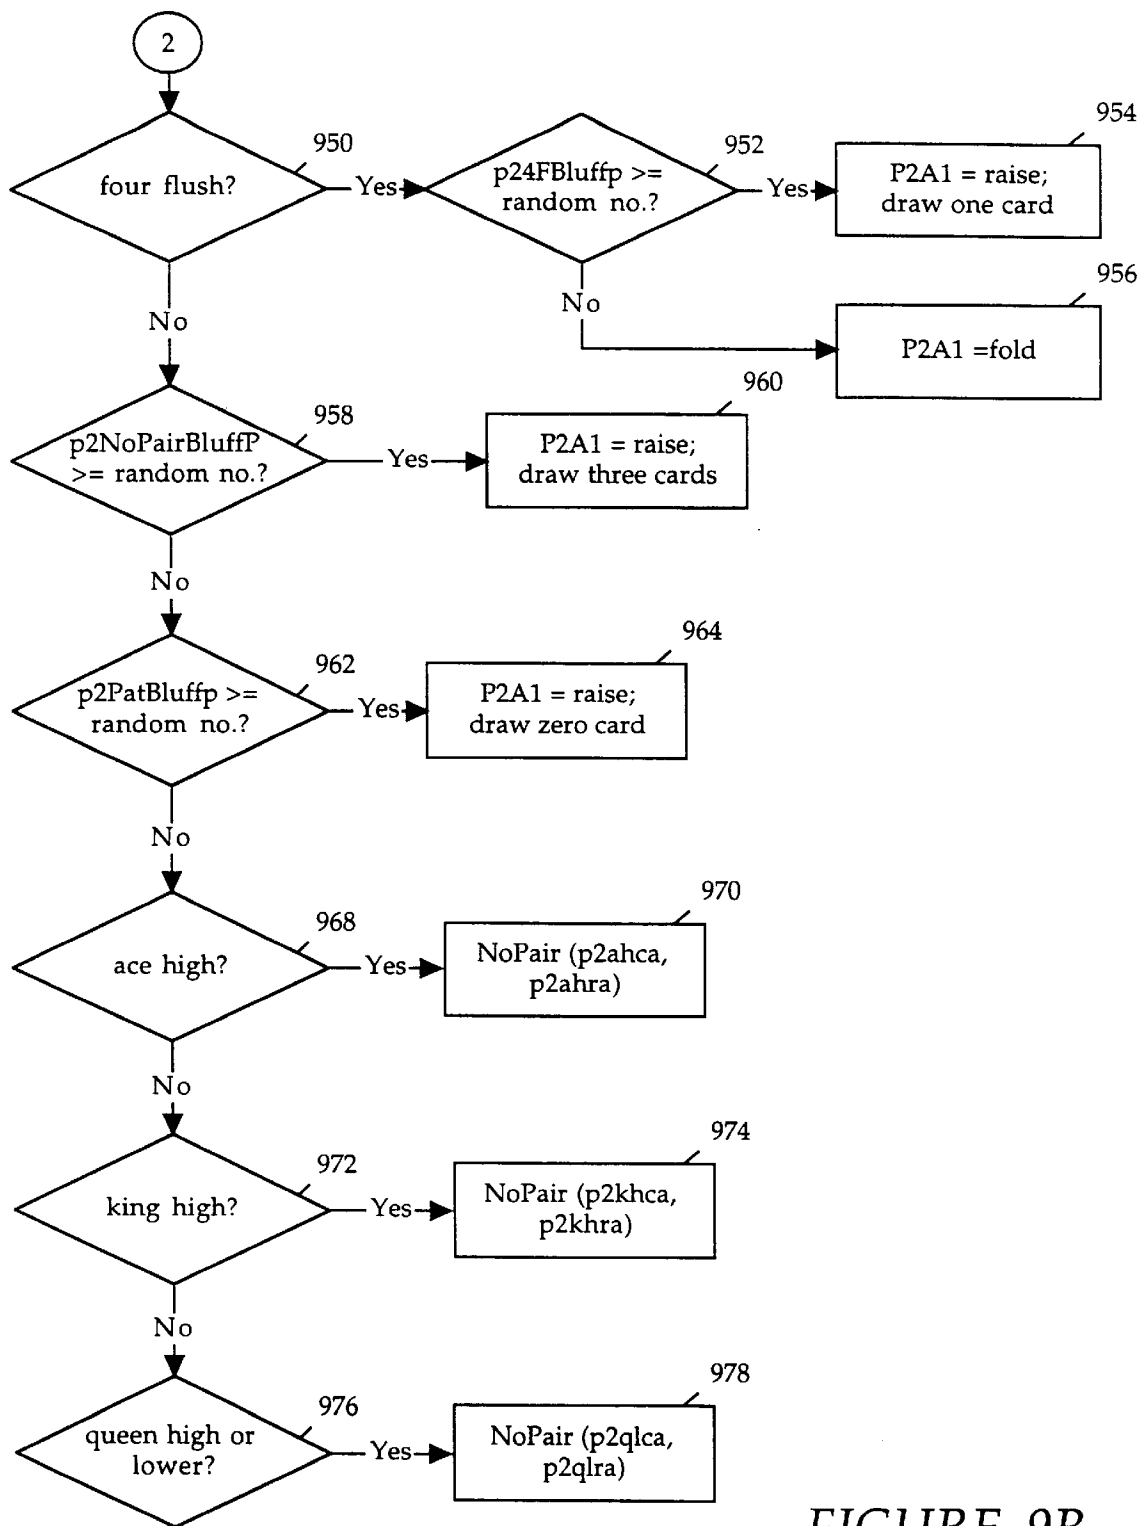 2
four flush?
950
Yes
p24FBluffp >=
random no.?
952
Yes
954
P2A1 = raise;
draw one card
No
956
P2A1 =fold
No
p2NoPairBluffP
>= random no.?
958
Yes
960
P2A1 = raise;
draw three cards
No
p2PatBluffp >=
random no.?
962
Yes
964
P2A1 = raise;
draw zero card
No
ace high?
968
Yes
970
NoPair (p2ahca,
p2ahra)
No
king high?
972
Yes
974
NoPair (p2khca,
p2khra)
No
queen high or
lower?
976
Yes
978
NoPair (p2qlca,
p2qlra)
FIGURE 9B